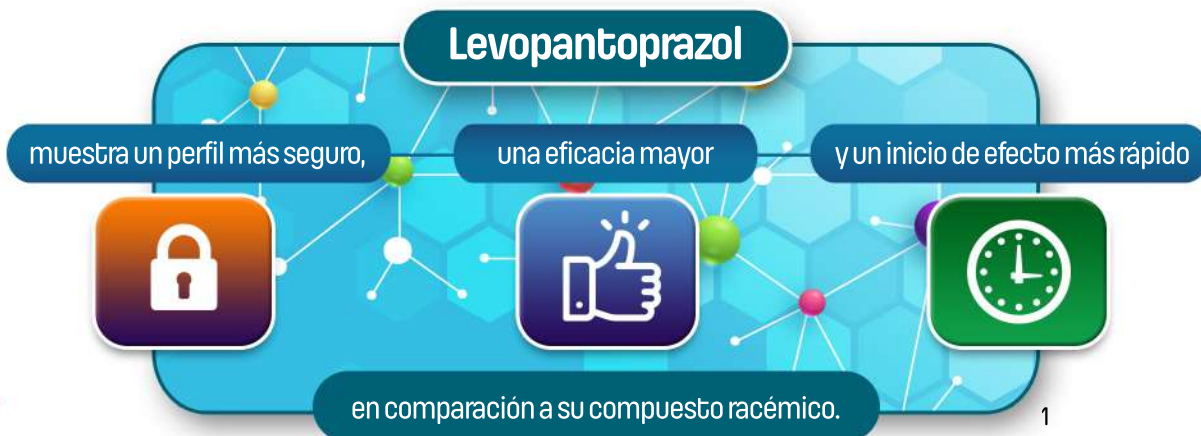 Levopantoprazol
muestra un perfil más seguro,
una eficacia mayor
y un inicio de efecto más rápido
en comparación a su compuesto racémico.
1